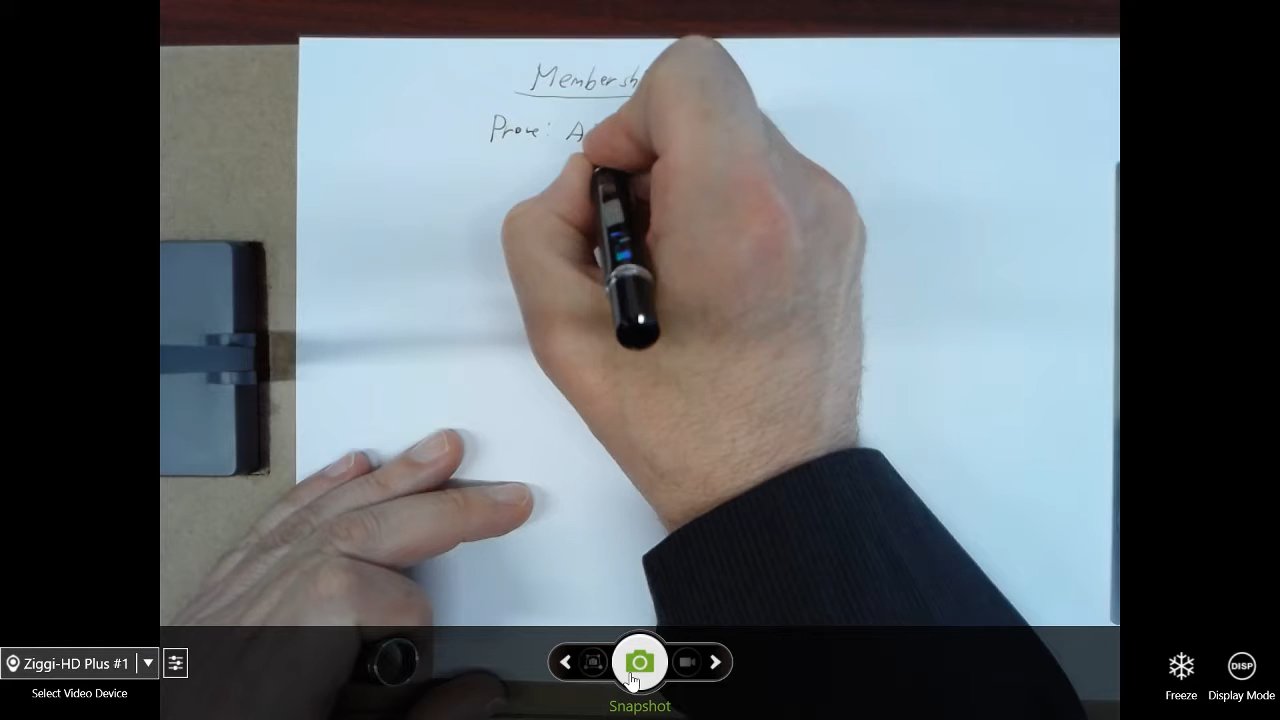 Membersh
Prove: A
Ziggi-HD Plus #1
Select Video Device
Snapshot
Freeze
DISP
Display Mode